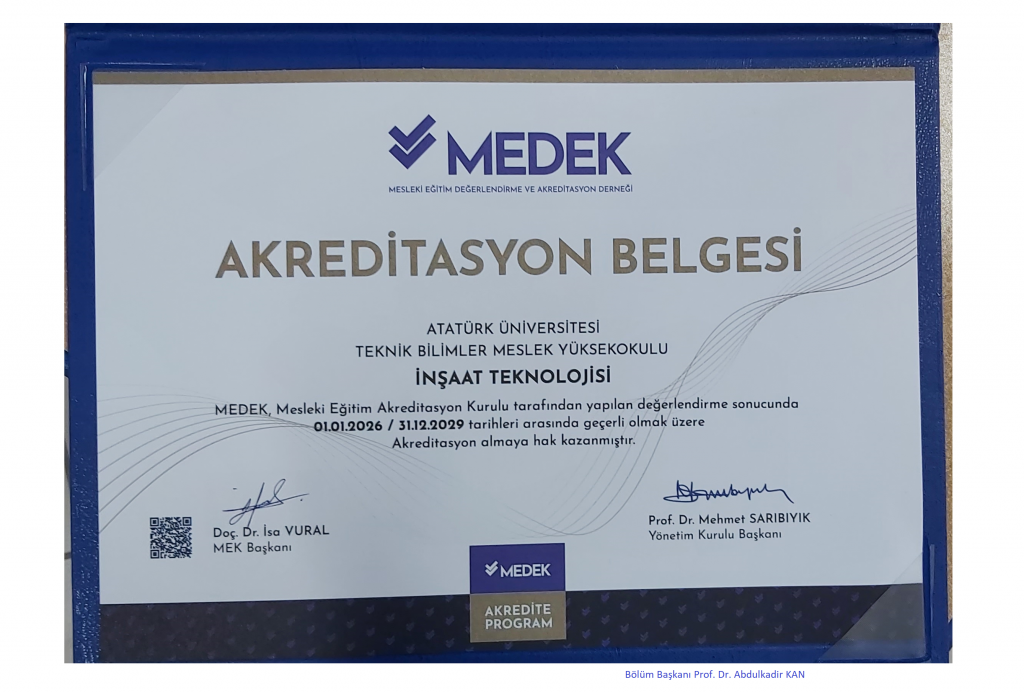 MEDEK
MESLEKİ EĞİTİM DEĞERLENDİRME VE AKREDİTASYON DERNEĞİ
AKREDİTASYON BELGESİ
ATATÜRK ÜNİVERSİTESİ
TEKNİK BİLİMLER MESLEK YÜKSEKOKULU
İNŞAAT TEKNOLOJİSİ
MEDEK, Mesleki Eğitim Akreditasyon Kurulu tarafından yapılan değerlendirme sonucunda
01.01.2026 / 31.12.2029 tarihleri arasında geçerli olmak üzere
Akreditasyon almaya hak kazanmıştır.
Doç. Dr. İsa VURAL
MEK Başkanı
Prof. Dr. Mehmet SARIBIYIK
Yönetim Kurulu Başkanı
MEDEK
AKREDİTE
PROGRAM
Bölüm Başkanı Prof. Dr. Abdulkadir KAN